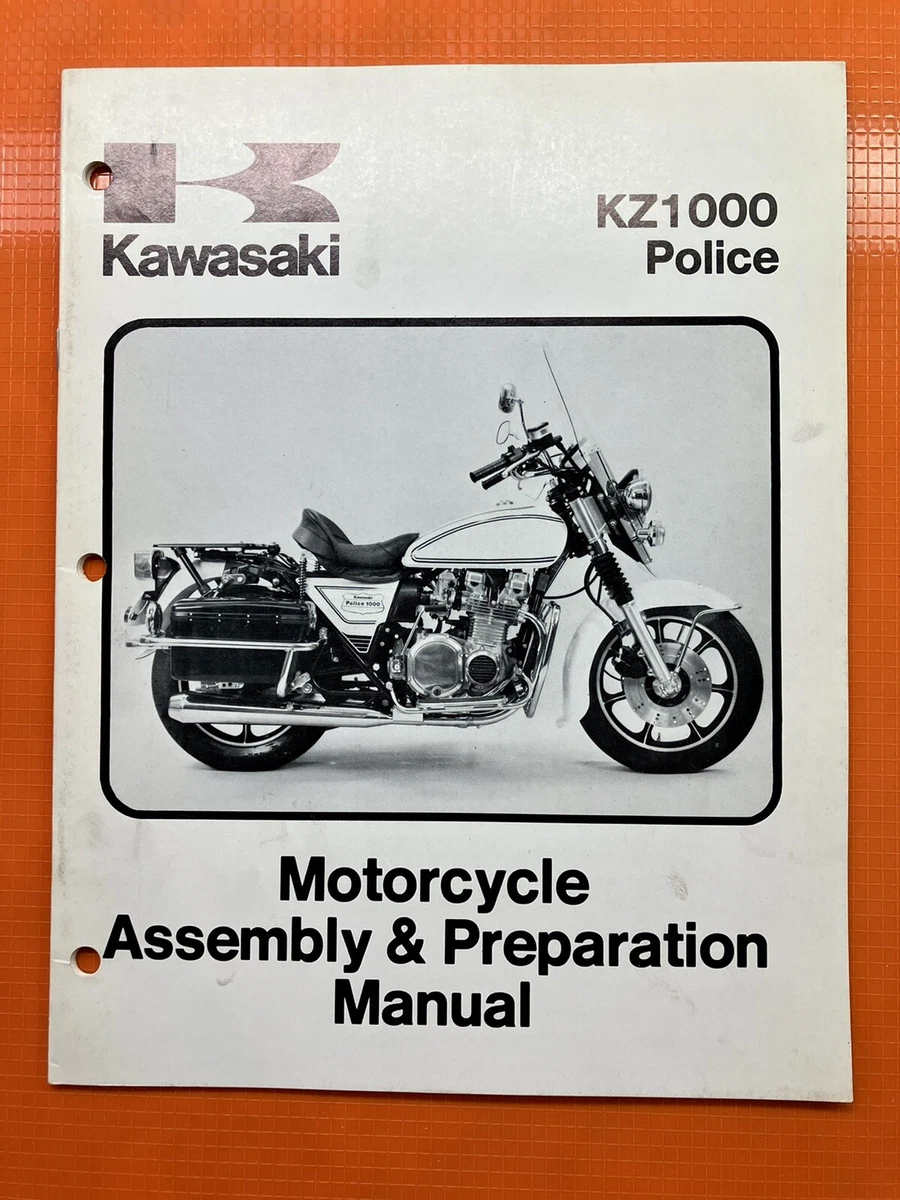 Kawasaki
KZ1000
Police
Kawasaki
Police 1000
Motorcycle
Assembly & Preparation
Manual